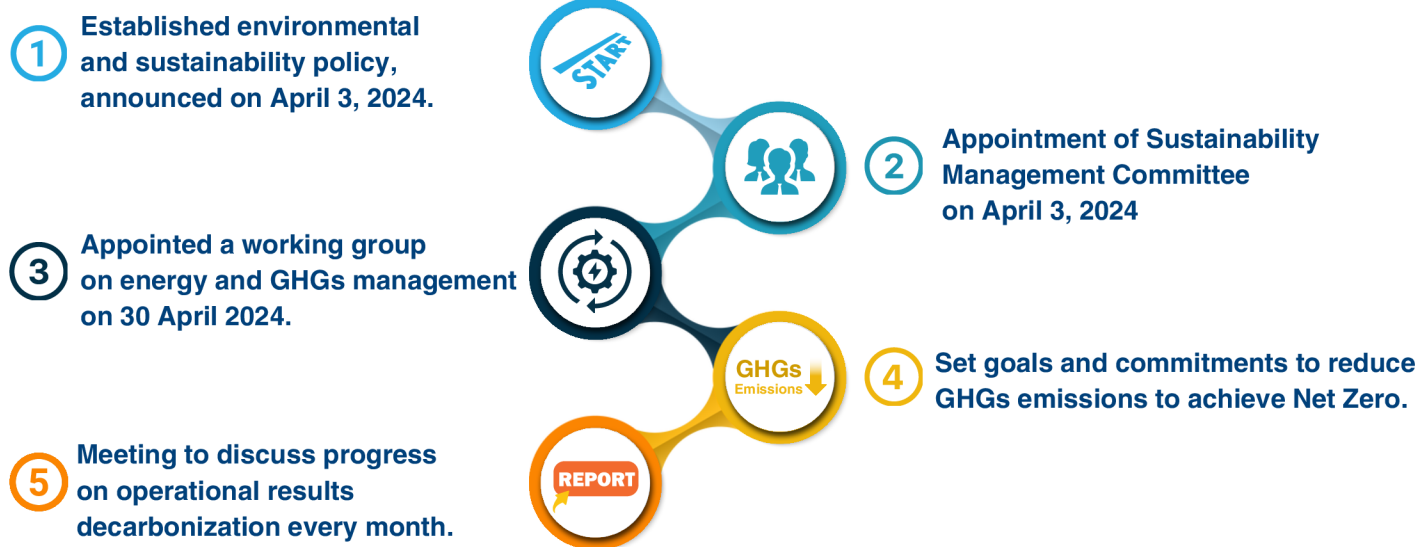 1
Established environmental
and sustainability policy,
announced on April 3, 2024.
START
2
Appointment of Sustainability
Management Committee
on April 3, 2024
3
Appointed a working group
on energy and GHGs management
on 30 April 2024.
GHGs
Emissions
4
Set goals and commitments to reduce
GHGs emissions to achieve Net Zero.
5
Meeting to discuss progress
on operational results
decarbonization every month.
REPORT